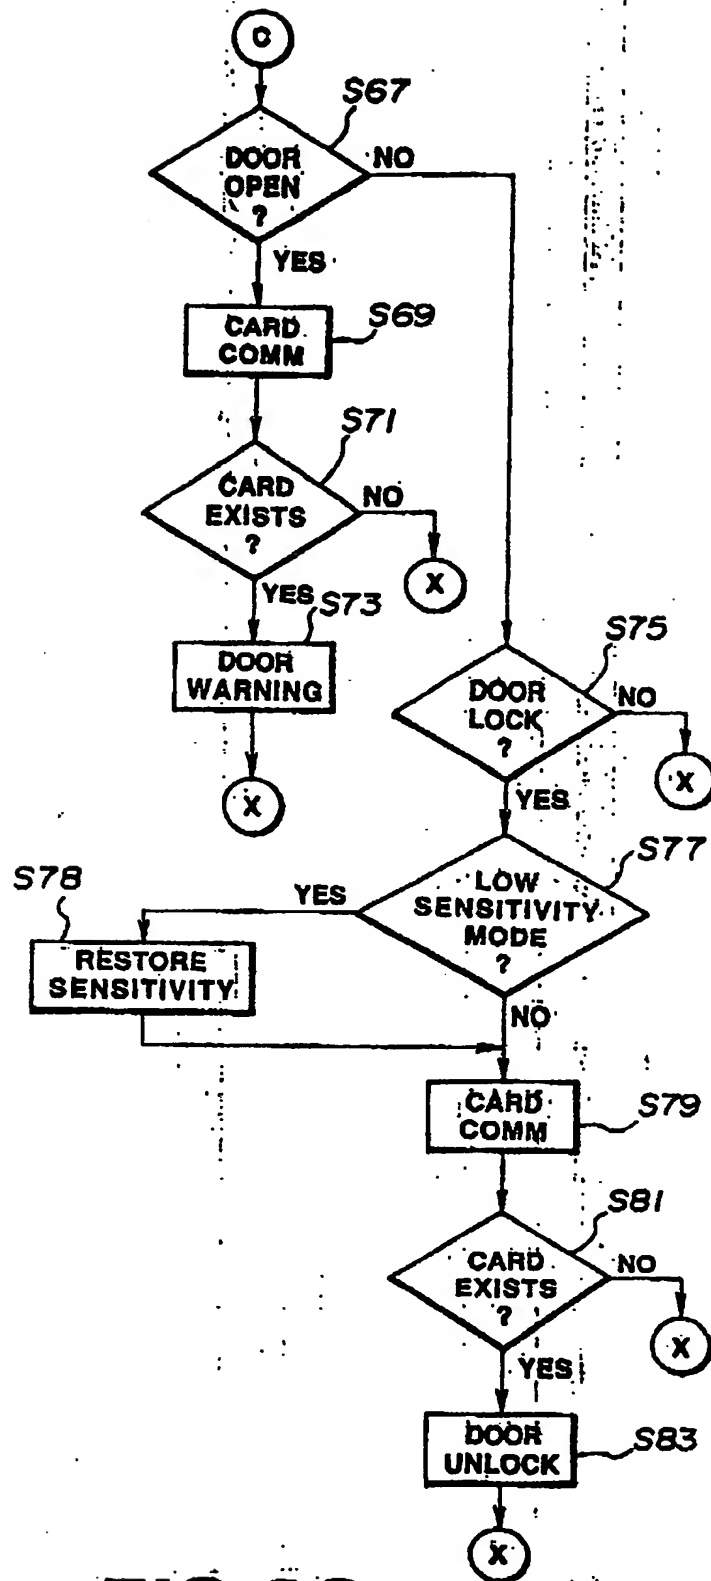 C
S67
DOOR
OPEN
?
NO
YES
S69
CARD
COMM
S71
CARD
EXISTS
?
NO
X
YES
S73
DOOR
WARNING
X
S75
DOOR
LOCK
?
NO
X
YES
S77
LOW
SENSITIVITY
MODE
?
YES
S78
RESTORE
SENSITIVITY
NO
S79
CARD
COMM
S81
CARD
EXISTS
?
NO
X
YES
S83
DOOR
UNLOCK
X